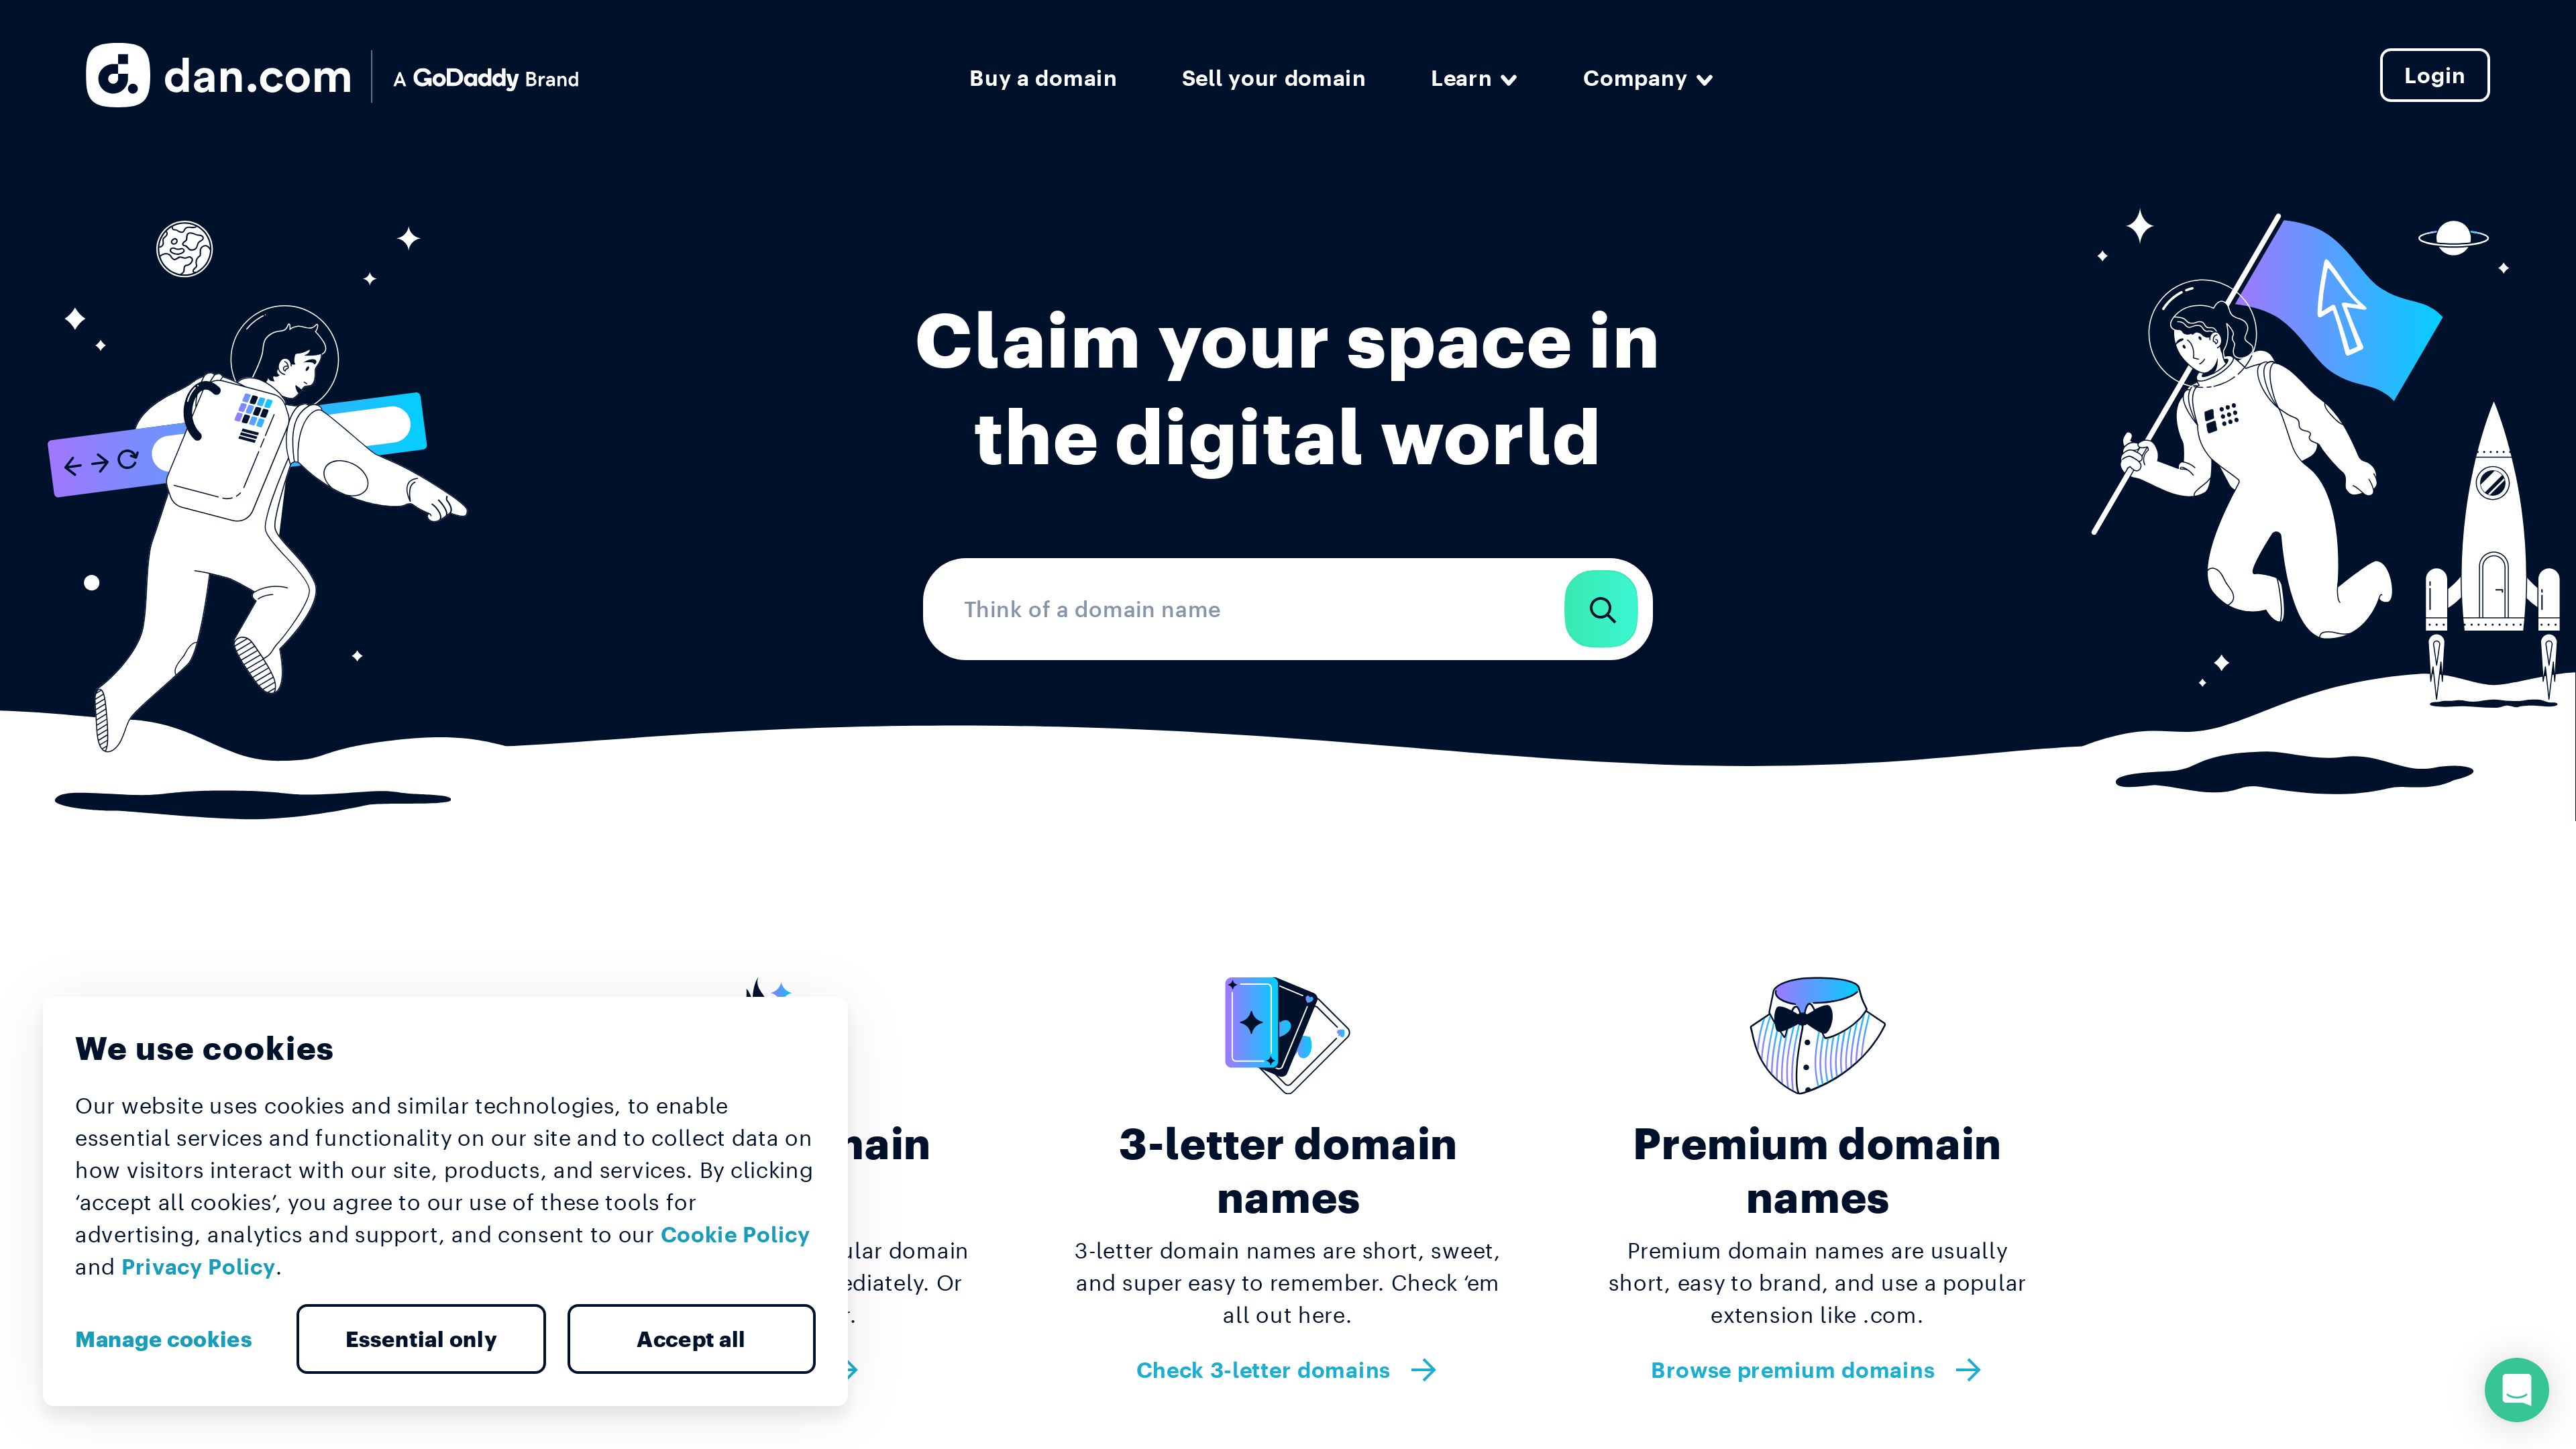 dan.com
A GoDaddy Brand
Buy a domain
Sell your domain
Learn
Company
Login
Claim your space in
the digital world
Think of a domain name
We use cookies
Our website uses cookies and similar technologies, to enable
essential services and functionality on our site and to collect data on
how visitors interact with our site, products, and services. By clicking
‘accept all cookies’, you agree to our use of these tools for
advertising, analytics and support, and consent to our Cookie Policy
and Privacy Policy.
Manage cookies
Essential only
Accept all
3-letter domain
names
3-letter domain names are short, sweet,
and super easy to remember. Check ‘em
all out here.
Check 3-letter domains
Premium domain
names
Premium domain names are usually
short, easy to brand, and use a popular
extension like .com.
Browse premium domains
domain
Or